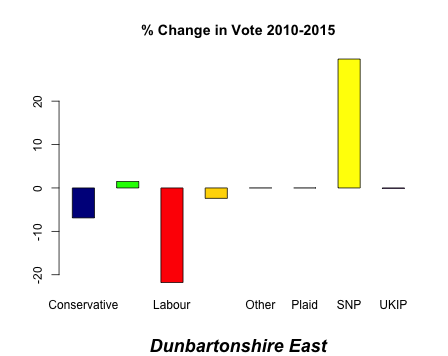 % Change in Vote 2010-2015
20
10
0
-10
-20
Conservative Labour Other Plaid SNP UKIP
Dunbartonshire East